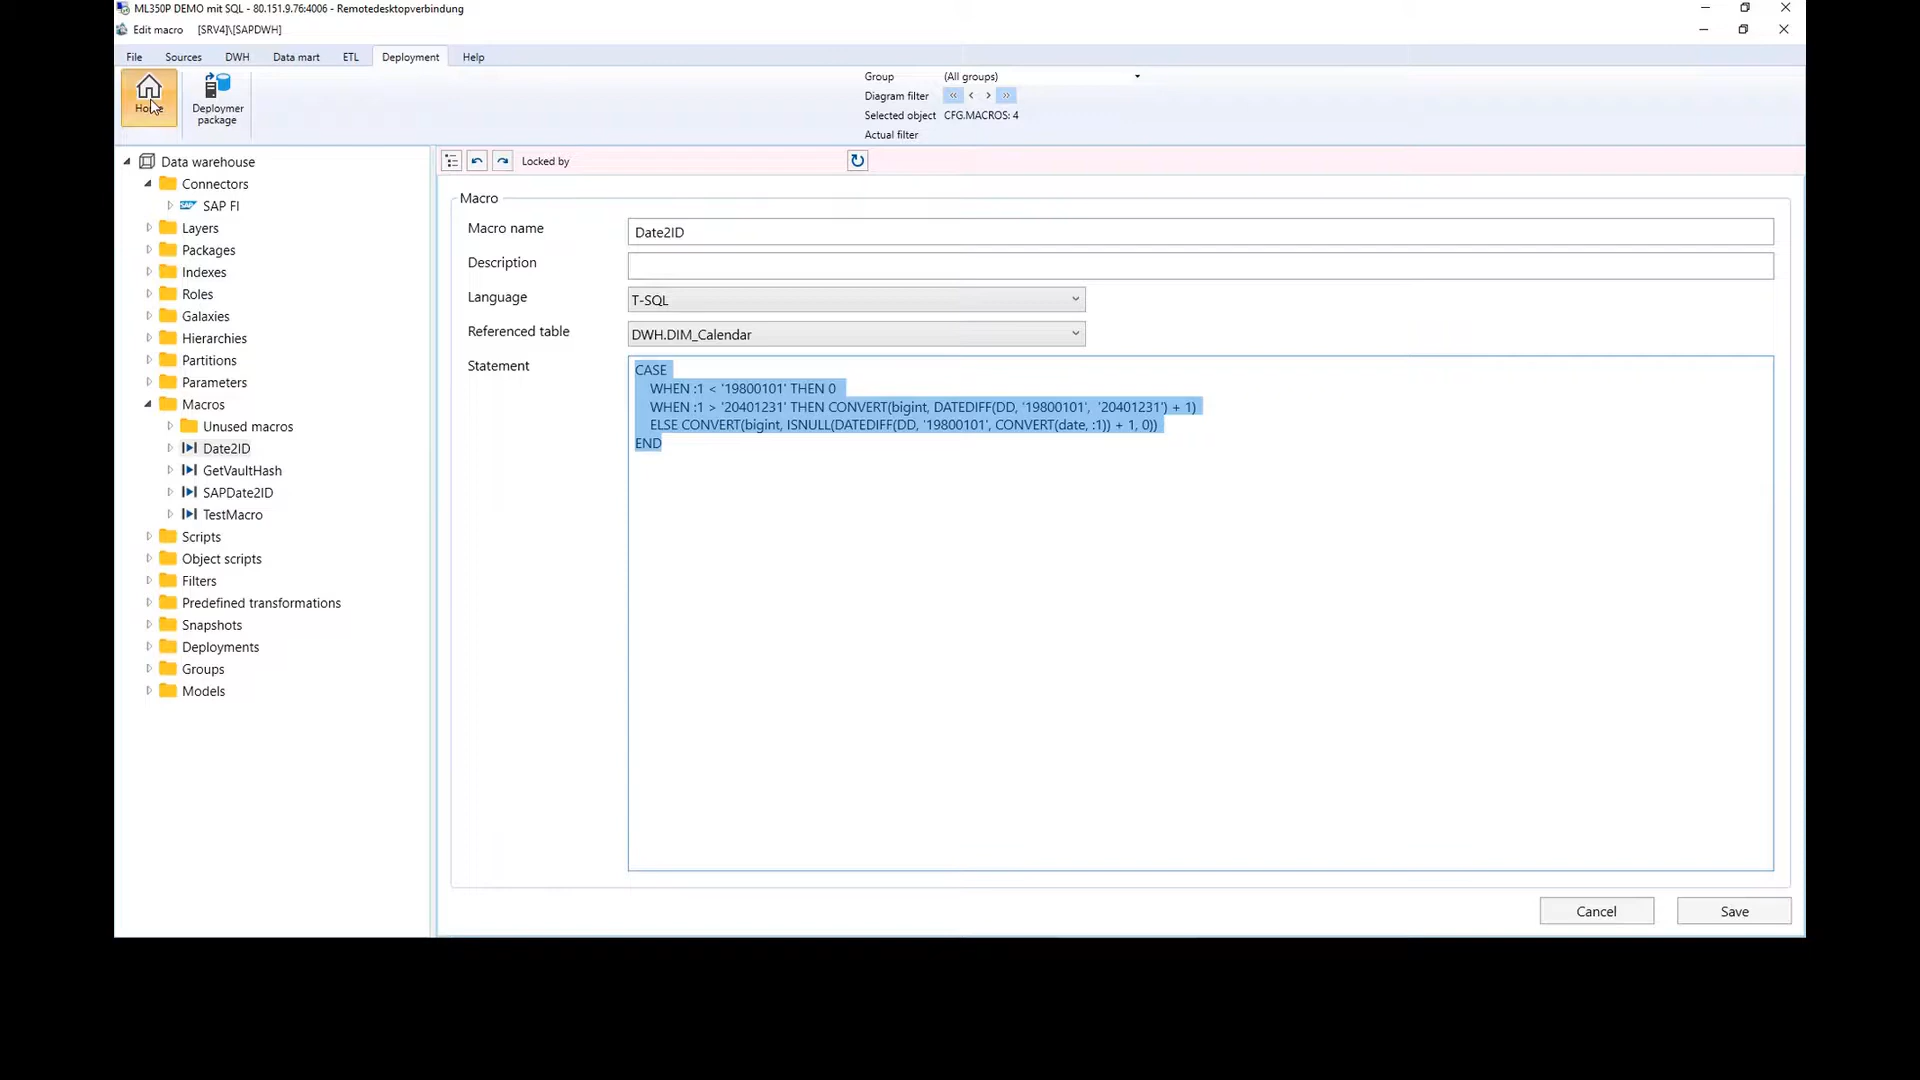 ML350P DEMO mit SQL - 80.151.9.76:4006 - Remotedesktopverbindung
Edit macro [SRV4]\[SAPDWH]
File Sources DWH Data mart ETL Deployment Help
Home
Deploymer
package
Group (All groups)
Diagram filter << < > >>
Selected object CFG.MACROS: 4
Actual filter
Data warehouse
Connectors
SAP FI
Layers
Packages
Indexes
Roles
Galaxies
Hierarchies
Partitions
Parameters
Macros
Unused macros
Date2ID
GetVaultHash
SAPDate2ID
TestMacro
Scripts
Object scripts
Filters
Predefined transformations
Snapshots
Deployments
Groups
Models
Locked by
Macro
Macro name Date2ID
Description
Language T-SQL
Referenced table DWH.DIM_Calendar
Statement
CASE
WHEN :1 < '19800101' THEN 0
WHEN :1 > '20401231' THEN CONVERT(bigint, DATEDIFF(DD, '19800101', '20401231') + 1)
ELSE CONVERT(bigint, ISNULL(DATEDIFF(DD, '19800101', CONVERT(date, :1)) + 1, 0))
END
Cancel Save